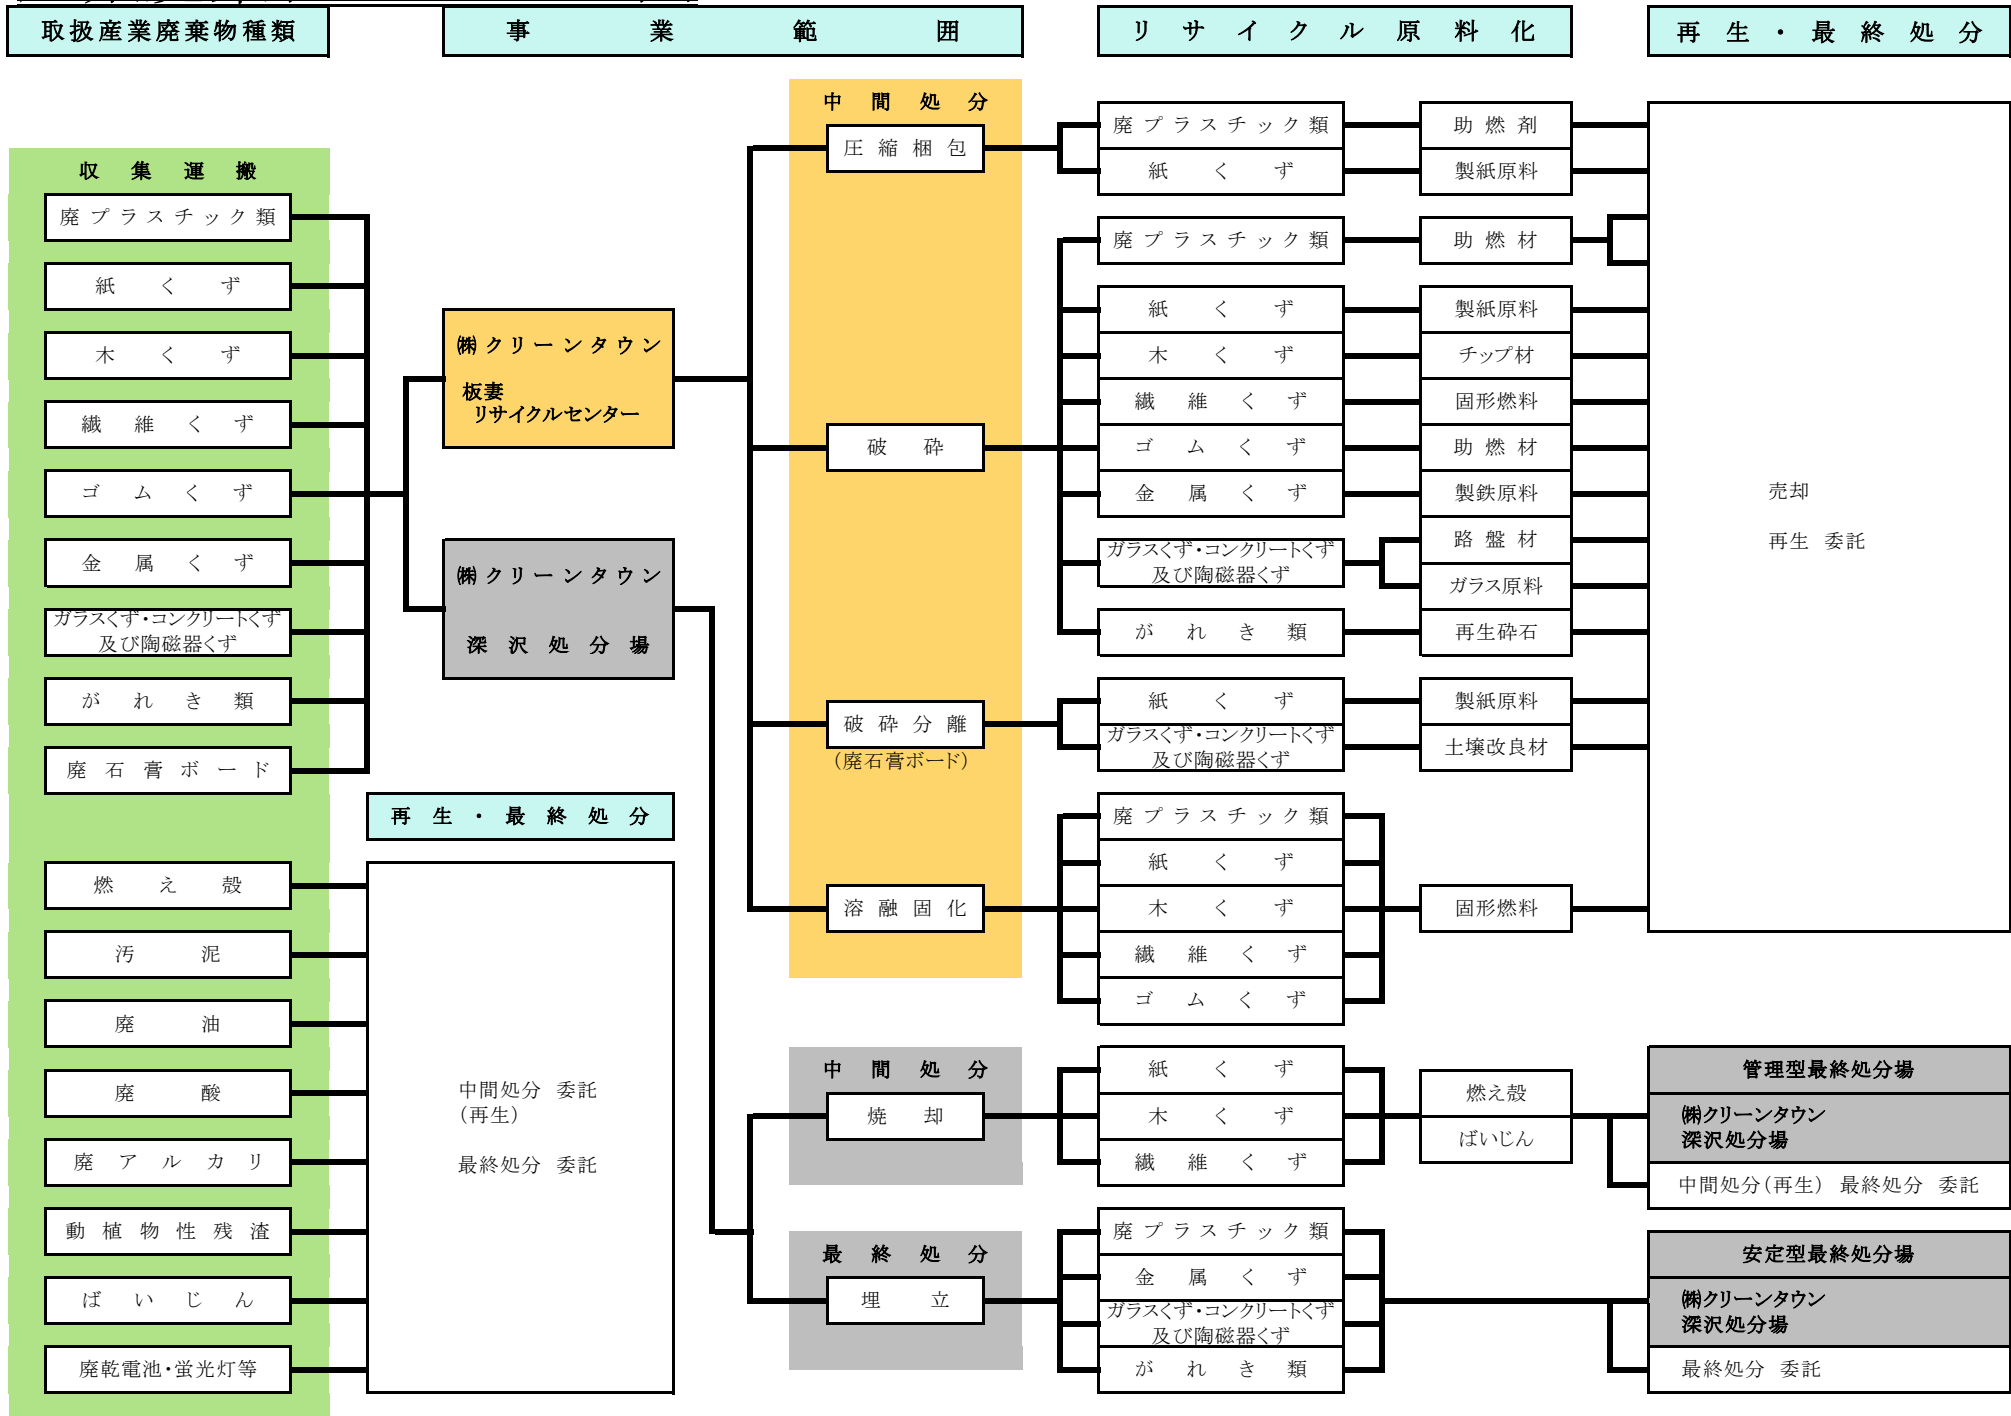 取扱産業廃棄物種類
事業範囲
リサイクル原料化
再生・最終処分
収集運搬
廃プラスチック類
紙くず
木くず
繊維くず
ゴムくず
金属くず
ガラスくず・コンクリートくず
及び陶磁器くず
がれき類
廃石膏ボード
燃え殻
汚泥
廃油
廃酸
廃アルカリ
動植物性残渣
ばいじん
廃乾電池・蛍光灯等
㈱クリーンタウン
板妻
リサイクルセンター
㈱クリーンタウン
深沢処分場
再生・最終処分
中間処分 委託
(再生)
最終処分 委託
中間処分
圧縮梱包
破砕
破砕分離
(廃石膏ボード)
溶融固化
中間処分
焼却
最終処分
埋立
廃プラスチック類
助燃剤
紙くず
製紙原料
廃プラスチック類
助燃材
紙くず
製紙原料
木くず
チップ材
繊維くず
固形燃料
ゴムくず
助燃材
金属くず
製鉄原料
ガラスくず・コンクリートくず
及び陶磁器くず
路盤材
ガラス原料
がれき類
再生砕石
紙くず
製紙原料
ガラスくず・コンクリートくず
及び陶磁器くず
土壌改良材
廃プラスチック類
紙くず
木くず
繊維くず
ゴムくず
固形燃料
売却
再生 委託
紙くず
木くず
繊維くず
燃え殻
ばいじん
管理型最終処分場
㈱クリーンタウン
深沢処分場
中間処分(再生) 最終処分 委託
廃プラスチック類
金属くず
ガラスくず・コンクリートくず
及び陶磁器くず
がれき類
安定型最終処分場
㈱クリーンタウン
深沢処分場
最終処分 委託